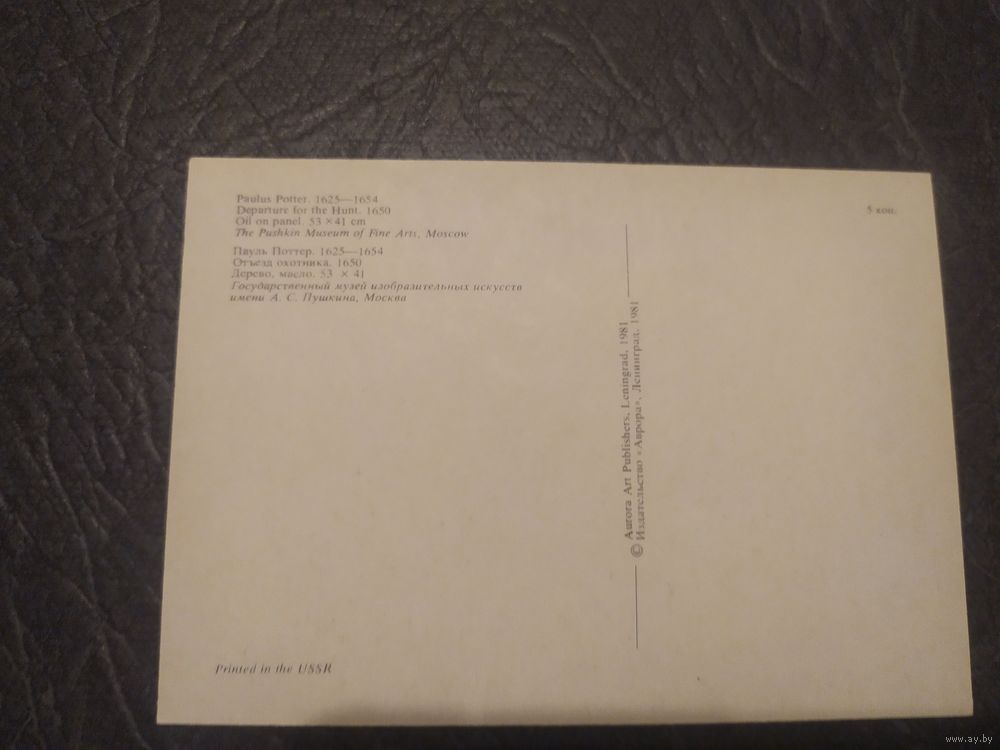 Paulus Potter. 1625—1654
Departure for the Hunt. 1650
Oil on panel. 53 × 41 cm
The Pushkin Museum of Fine Arts, Moscow
Пауль Поттер. 1625—1654
Отъезд охотника. 1650
Дерево, масло. 53 × 41
Государственный музей изобразительных искусств
имени А. С. Пушкина, Москва
5 коп.
© Aurora Art Publishers, Leningrad, 1981
Издательство «Аврора», Ленинград, 1981
Printed in the USSR
www.ay.by